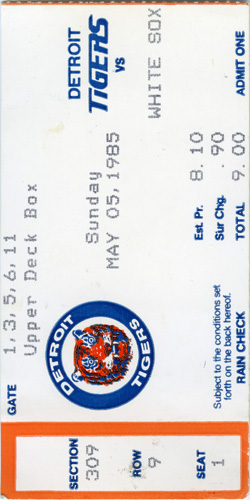 DETROIT
TIGERS
VS
WHITE SOX
Sunday
MAY 05, 1985
GATE 1,3,5,6,11
Upper Deck Box
Est. Pr. 8.10
Sur Chg. .90
TOTAL 9.00
ADMIT ONE
DETROIT
TIGERS
Subject to the conditions set
forth on the back hereof.
AIN CHECK
SECTION
309
ROW
9
SEAT
1